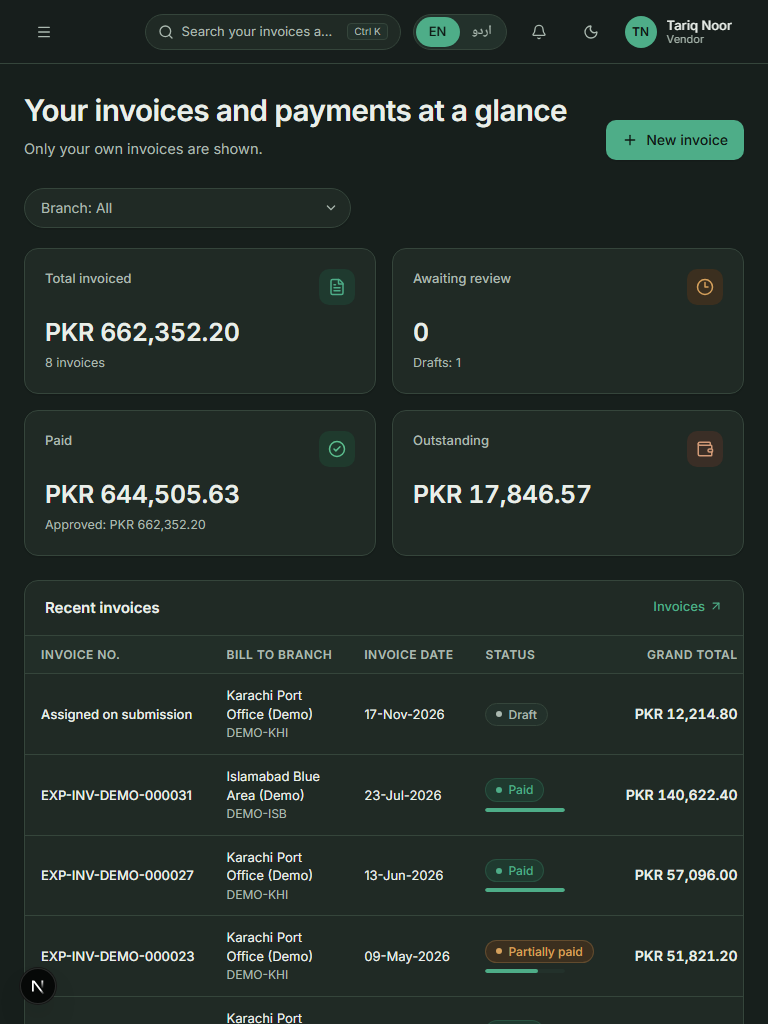 Search your invoices a...
Ctrl K
EN
اردو
TN
Tariq Noor
Vendor
Your invoices and payments at a glance
Only your own invoices are shown.
New invoice
Branch: All
Total invoiced
PKR 662,352.20
8 invoices
Awaiting review
0
Drafts: 1
Paid
PKR 644,505.63
Approved: PKR 662,352.20
Outstanding
PKR 17,846.57
Recent invoices
Invoices
INVOICE NO. BILL TO BRANCH INVOICE DATE STATUS GRAND TOTAL
Karachi Port
Assigned on submission Office (Demo) 17-Nov-2026 Draft PKR 12,214.80
DEMO-KHI
Islamabad Blue
EXP-INV-DEMO-000031 Area (Demo) 23-Jul-2026 Paid PKR 140,622.40
DEMO-ISB
Karachi Port
EXP-INV-DEMO-000027 Office (Demo) 13-Jun-2026 Paid PKR 57,096.00
DEMO-KHI
Karachi Port
EXP-INV-DEMO-000023 Office (Demo) 09-May-2026 Partially paid PKR 51,821.20
DEMO-KHI
N
Karachi Port